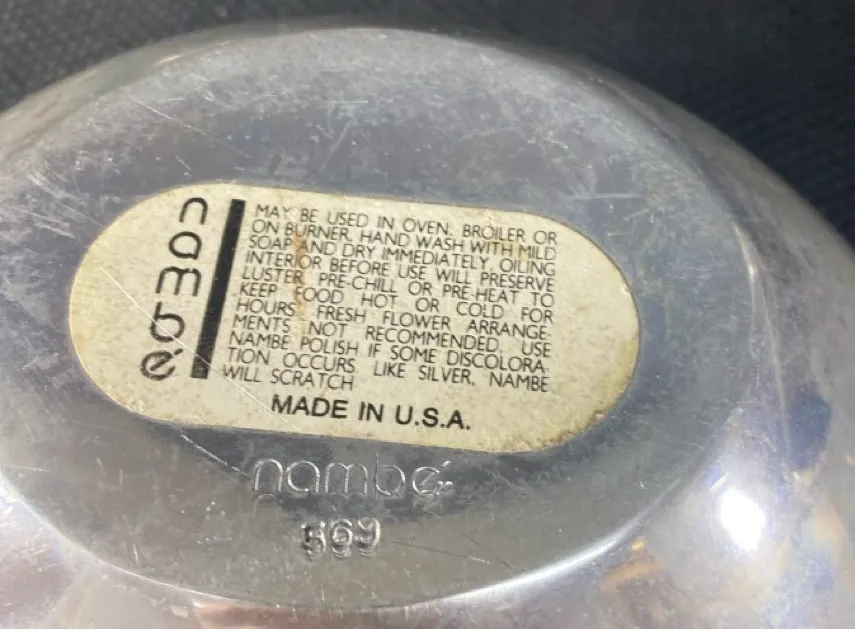 nambé
MAY BE USED IN OVEN, BROILER OR
ON BURNER. HAND WASH WITH MILD
SOAP AND DRY IMMEDIATELY. OILING
INTERIOR BEFORE USE WILL PRESERVE
LUSTER. PRE-CHILL OR PRE-HEAT TO
KEEP FOOD HOT OR COLD FOR
HOURS. FRESH FLOWER ARRANGE-
MENTS NOT RECOMMENDED. USE
NAMBE POLISH IF SOME DISCOLORA-
TION OCCURS. LIKE SILVER, NAMBE
WILL SCRATCH
MADE IN U.S.A.
nambé
569